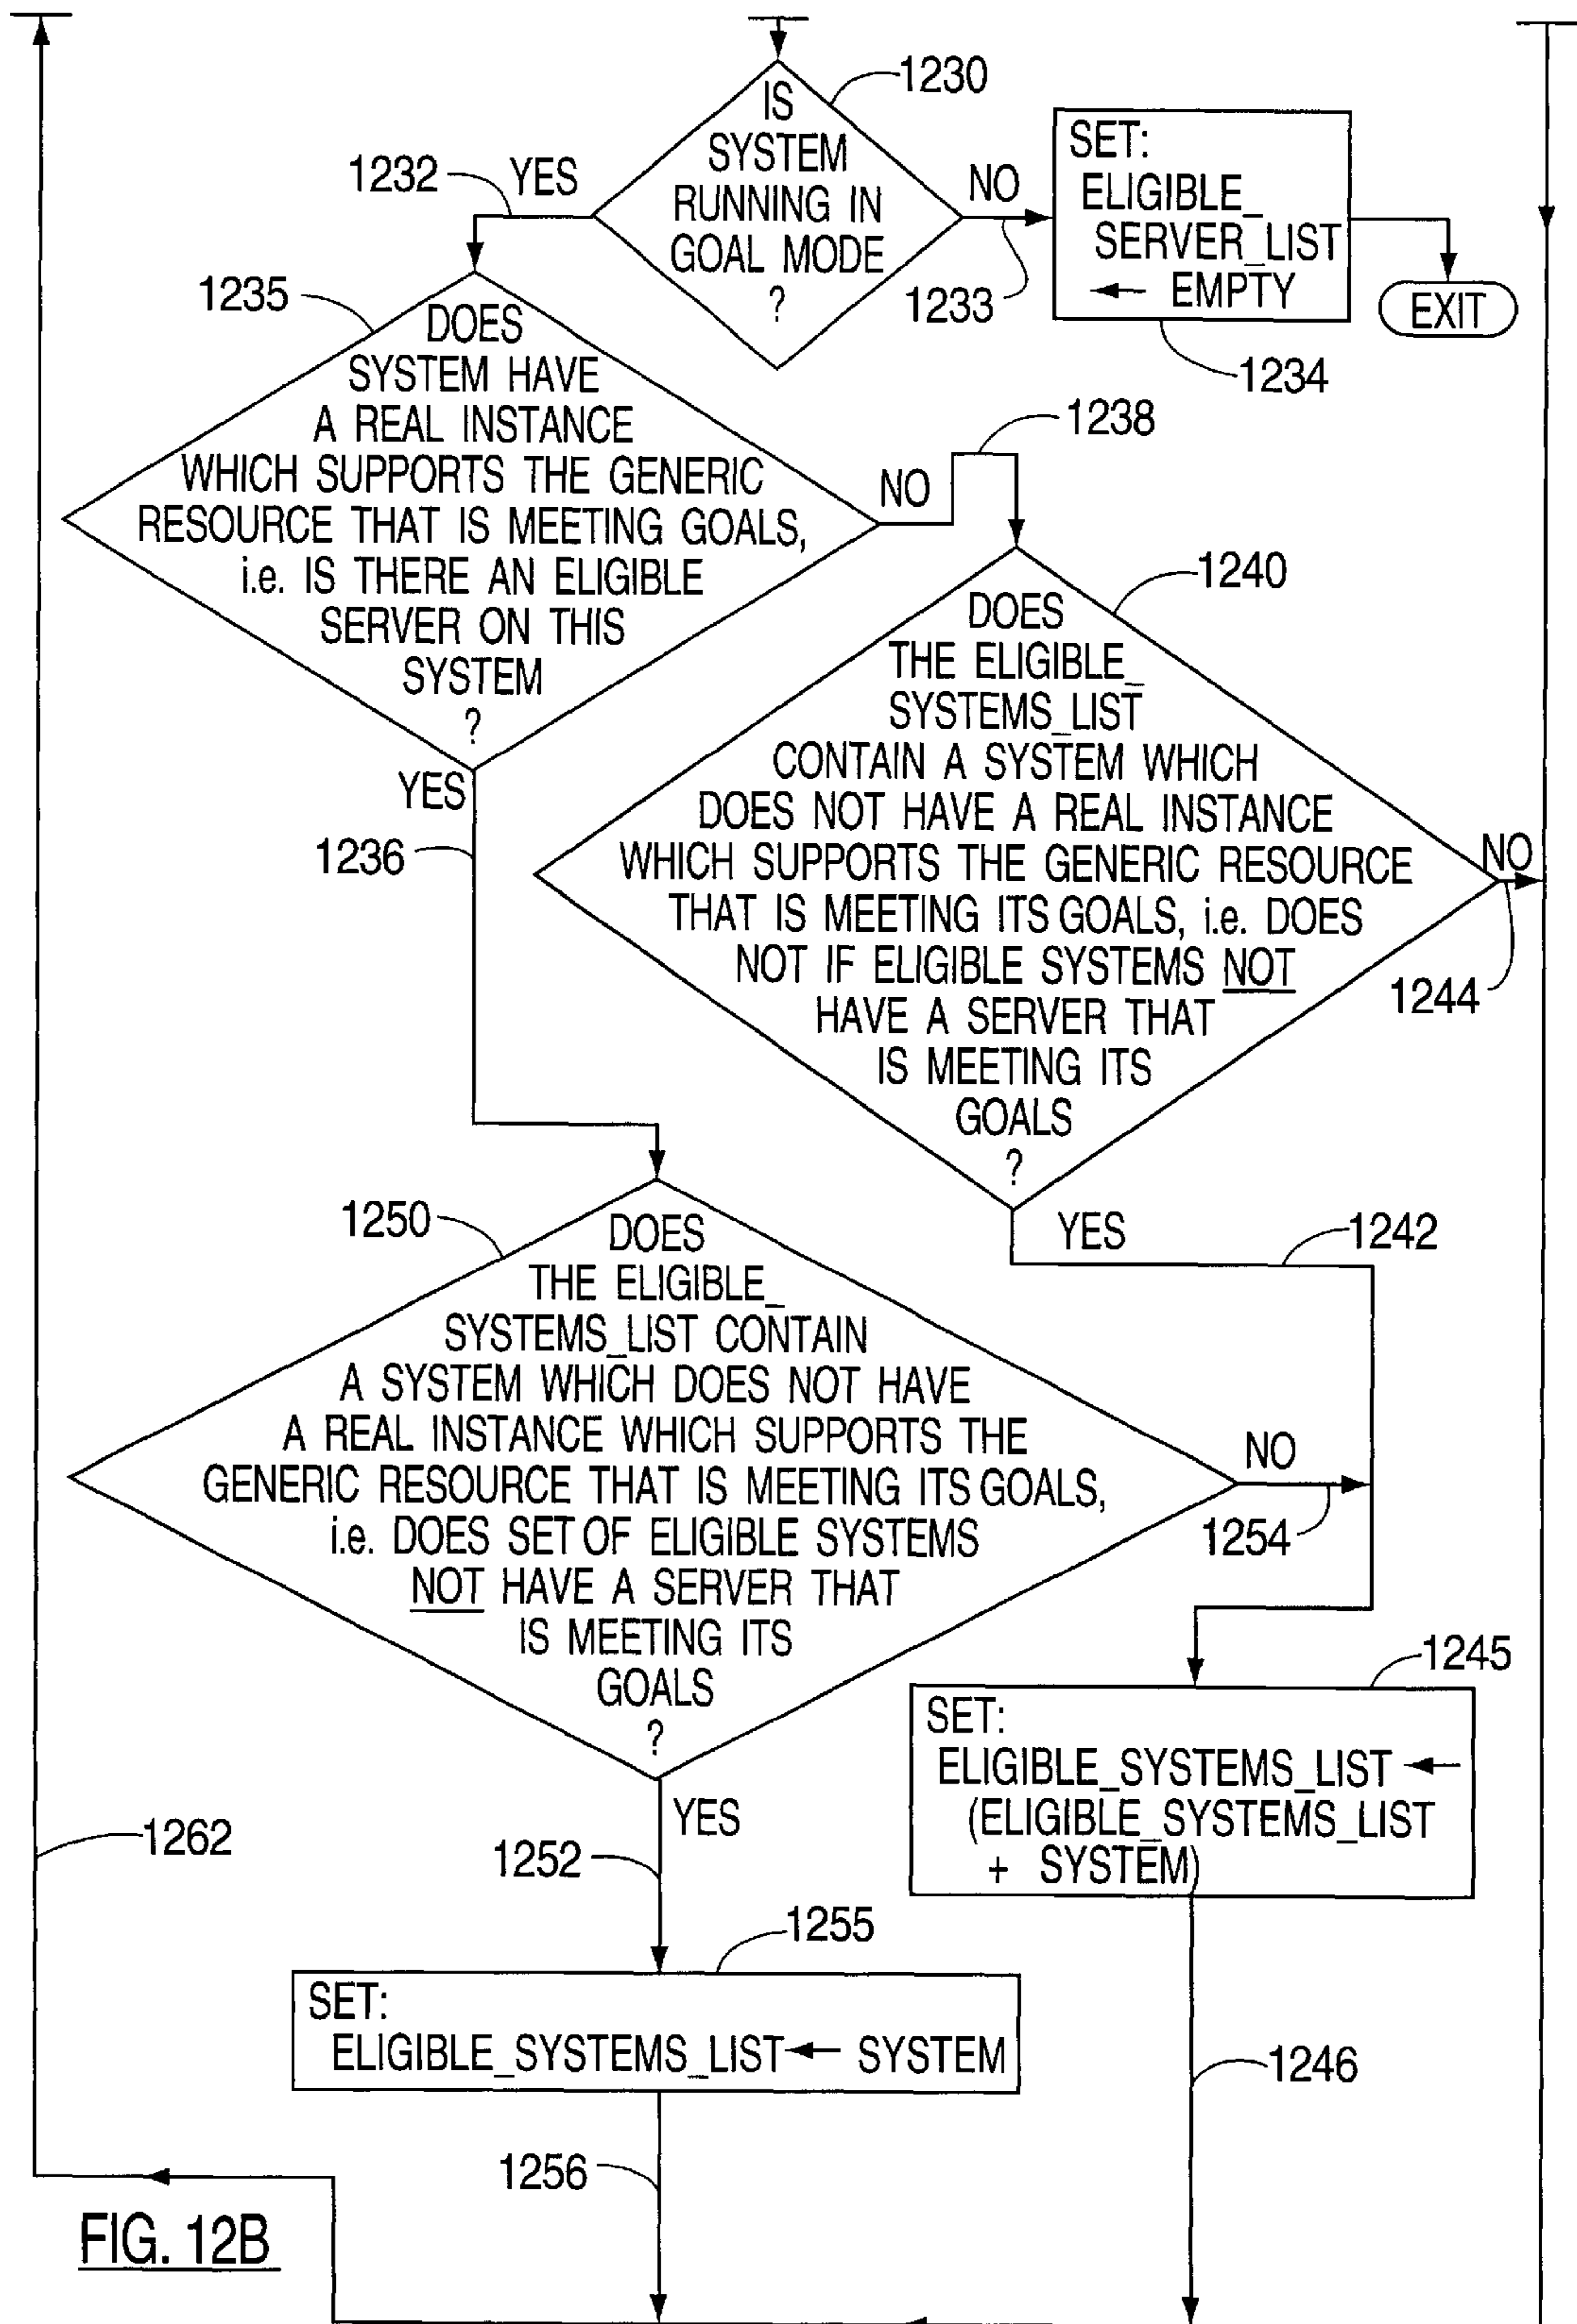 1230
IS
SYSTEM
RUNNING IN
GOAL MODE
?
1232
YES
NO
1233
SET:
ELIGIBLE_
SERVER_LIST
← EMPTY
EXIT
1234
1235
DOES
SYSTEM HAVE
A REAL INSTANCE
WHICH SUPPORTS THE GENERIC
RESOURCE THAT IS MEETING GOALS,
i.e. IS THERE AN ELIGIBLE
SERVER ON THIS
SYSTEM
?
NO
1238
YES
1236
1240
DOES
THE ELIGIBLE_
SYSTEMS_LIST
CONTAIN A SYSTEM WHICH
DOES NOT HAVE A REAL INSTANCE
WHICH SUPPORTS THE GENERIC RESOURCE
THAT IS MEETING ITS GOALS, i.e. DOES
NOT IF ELIGIBLE SYSTEMS NOT
HAVE A SERVER THAT
IS MEETING ITS
GOALS
?
NO
1244
YES
1242
1250
DOES
THE ELIGIBLE_
SYSTEMS_LIST CONTAIN
A SYSTEM WHICH DOES NOT HAVE
A REAL INSTANCE WHICH SUPPORTS THE
GENERIC RESOURCE THAT IS MEETING ITS GOALS,
i.e. DOES SET OF ELIGIBLE SYSTEMS
NOT HAVE A SERVER THAT
IS MEETING ITS
GOALS
?
NO
1254
YES
1252
1245
SET:
ELIGIBLE_SYSTEMS_LIST ←
(ELIGIBLE_SYSTEMS_LIST
+ SYSTEM)
1262
1255
SET:
ELIGIBLE_SYSTEMS_LIST ← SYSTEM
1246
1256
FIG. 12B